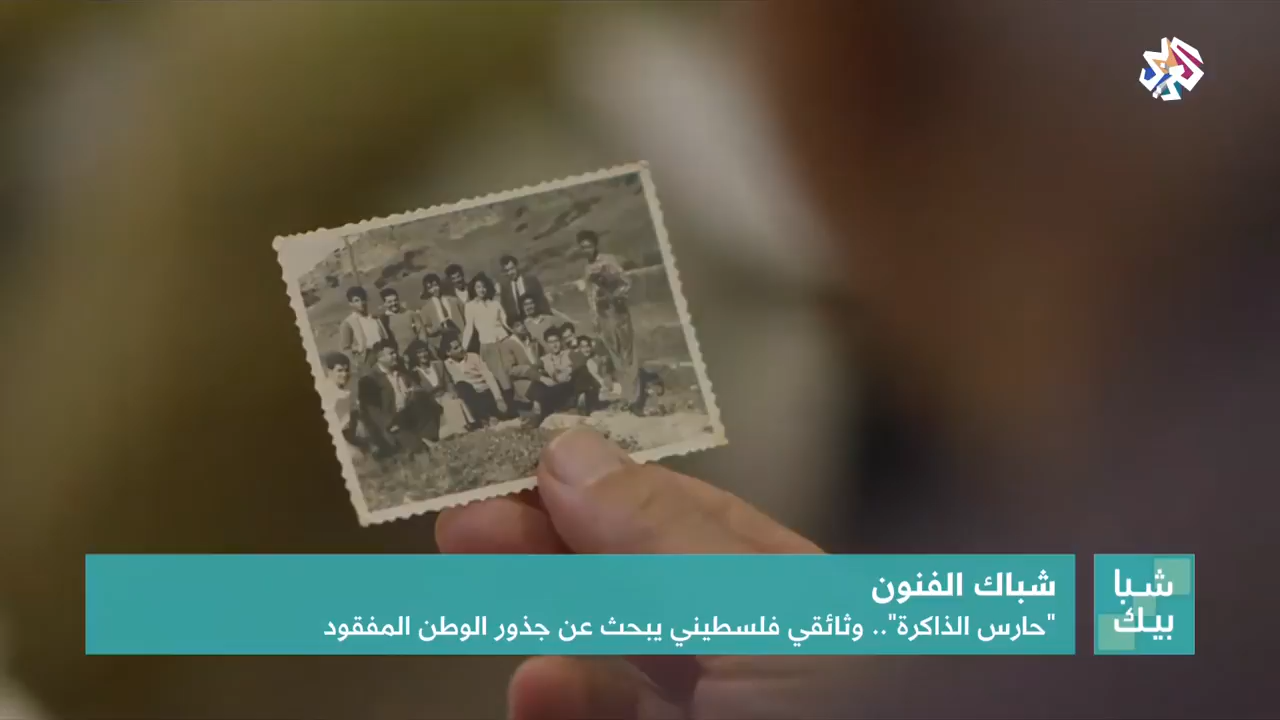 شباك الفنون
"حارس الذاكرة".. وثائقي فلسطيني يبحث عن جذور الوطن المفقود
شبا
بيك